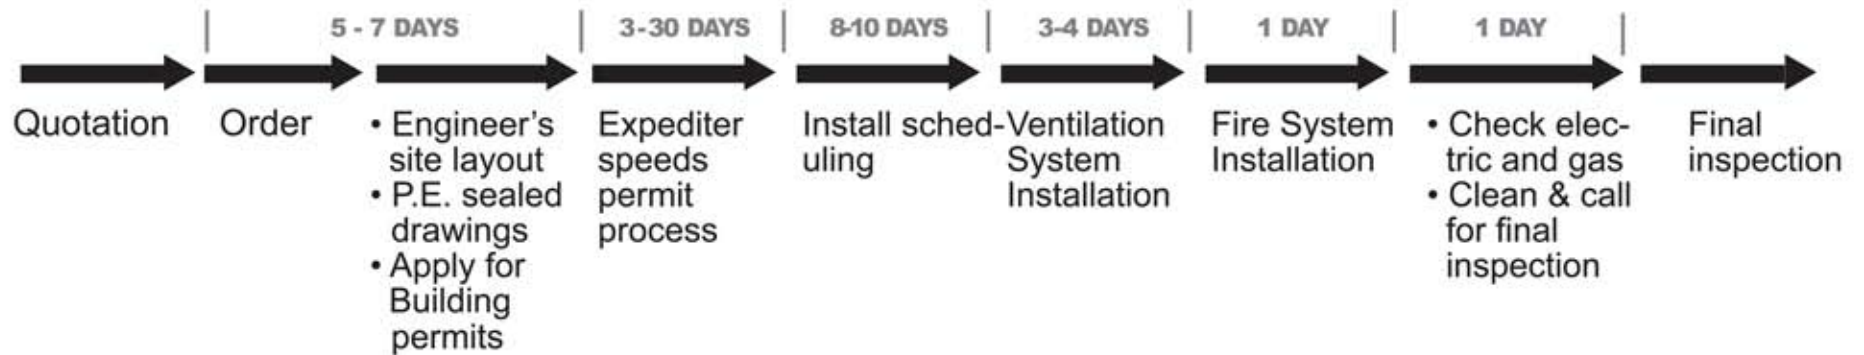 5 - 7 DAYS
3-30 DAYS
8-10 DAYS
3-4 DAYS
1 DAY
1 DAY
Quotation
Order
• Engineer's
site layout
• P.E. sealed
drawings
• Apply for
Building
permits
Expediter
speeds
permit
process
Install sched-
uling
Ventilation
System
Installation
Fire System
Installation
• Check elec-
tric and gas
• Clean & call
for final
inspection
Final
inspection